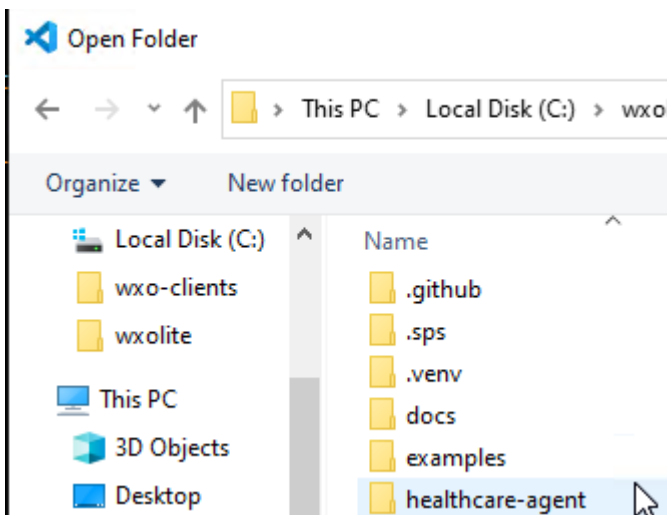 Open Folder
This PC > Local Disk (C:) >
Organize New folder
Local Disk (C:)
wxo-clients
wxolite
This PC
3D Objects
Desktop
Name
.github
.sps
.venv
docs
examples
healthcare-agent